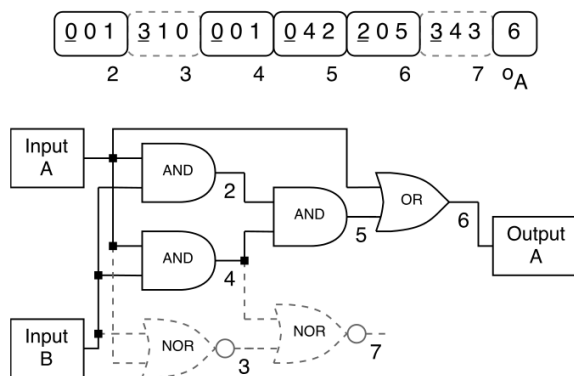 0 0 1 3 1 0 0 0 1 0 4 2 2 0 5 3 4 3 6
2 3 4 5 6 7 oA
Input A
AND
2
AND
5
OR
6
Output A
AND
4
Input B
NOR
3
NOR
7